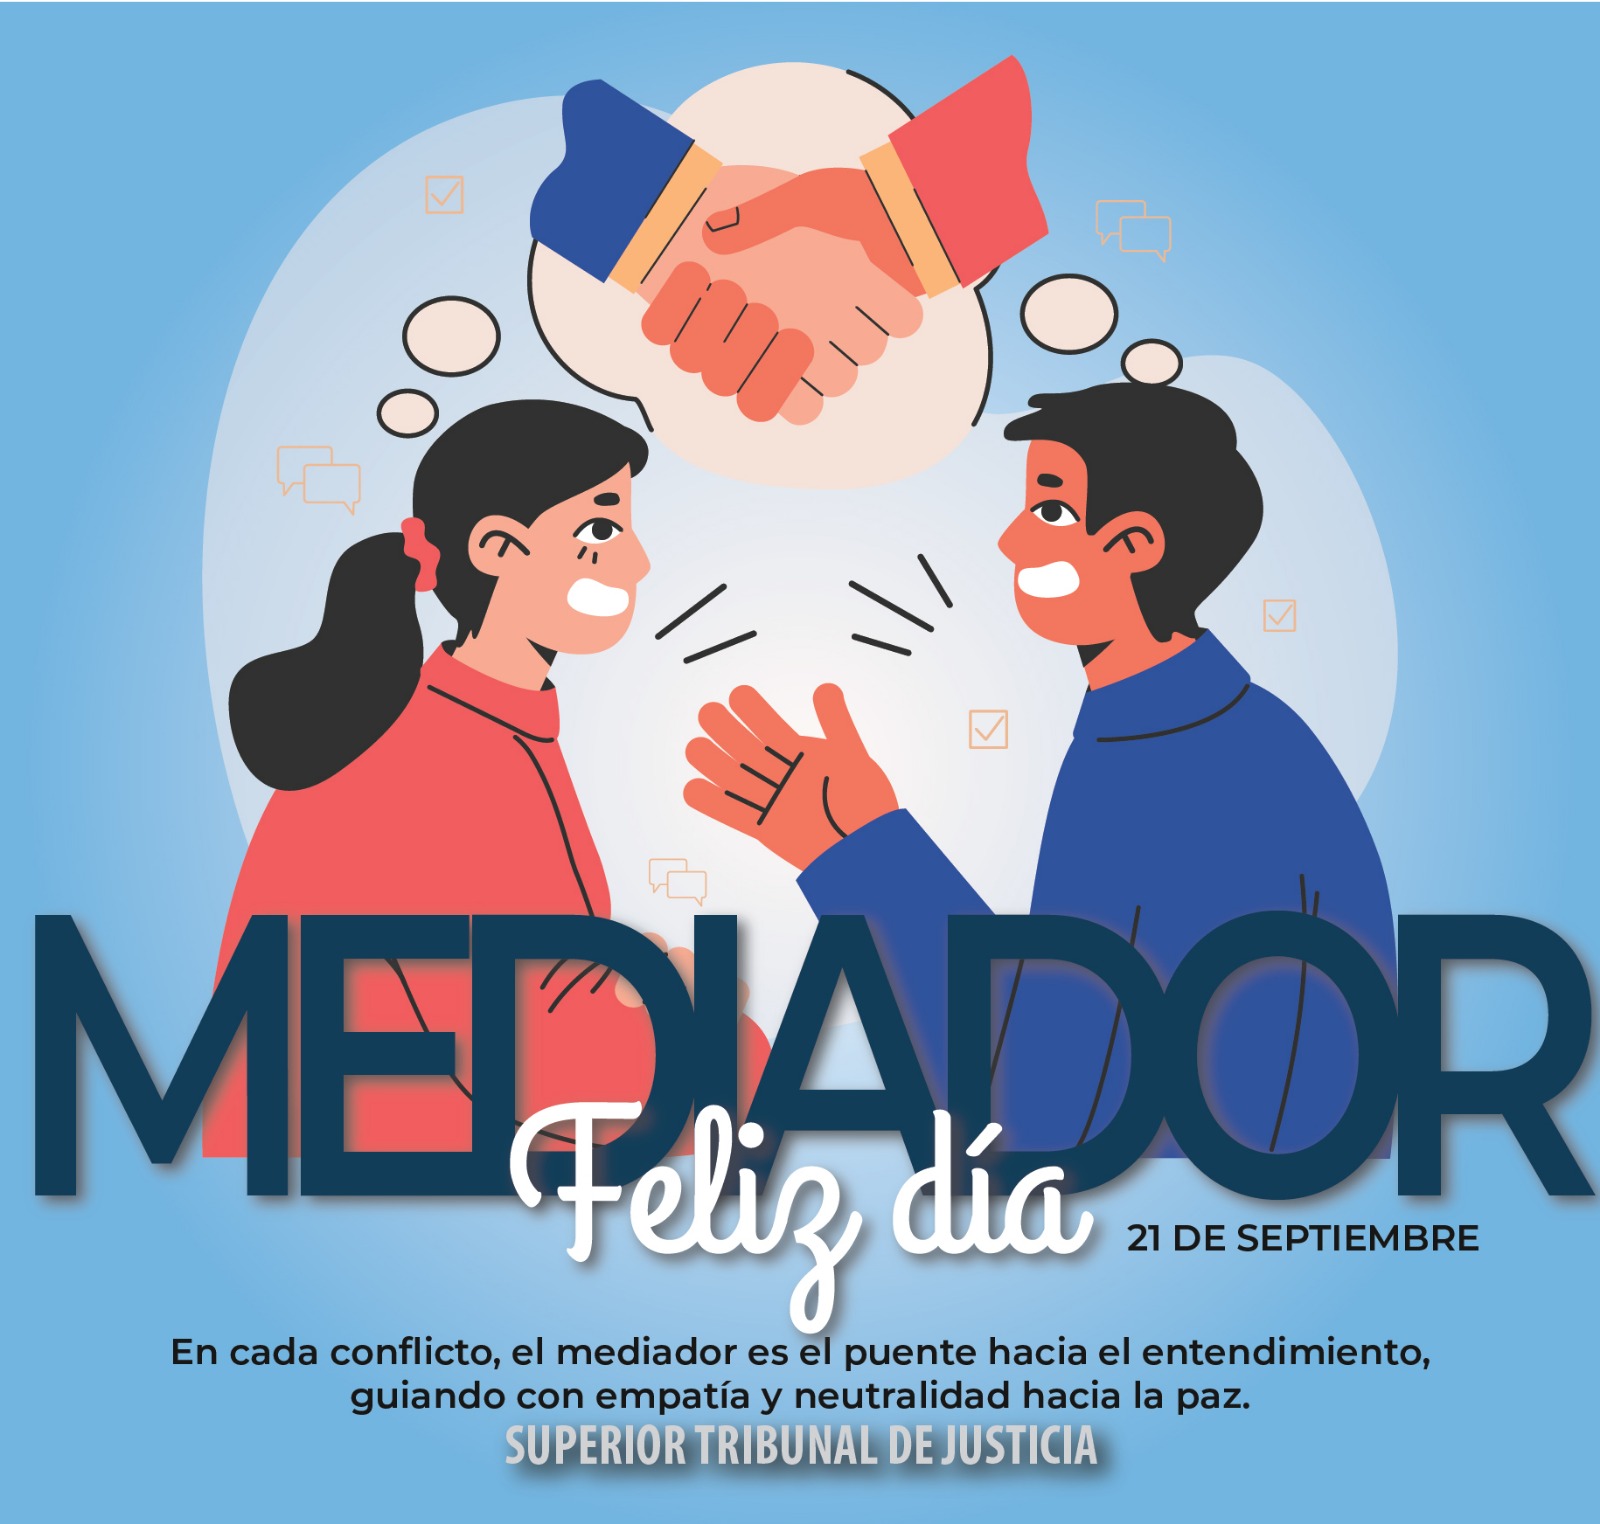 MEDIADOR
Feliz día
21 DE SEPTIEMBRE
En cada conflicto, el mediador es el puente hacia el entendimiento,
guiando con empatía y neutralidad hacia la paz.
SUPERIOR TRIBUNAL DE JUSTICIA